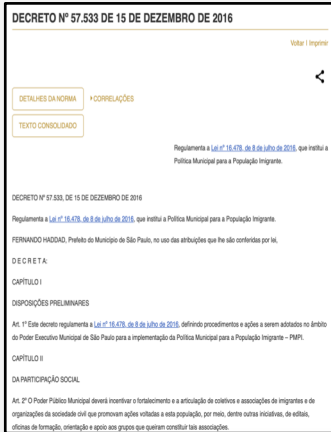 DECRETO Nº 57.533 DE 15 DE DEZEMBRO DE 2016
Voltar | Imprimir
DETALHES DA NORMA
CORRELAÇÕES
TEXTO CONSOLIDADO
Regulamenta a Lei nº 16.478, de 8 de julho de 2016, que institui a
Política Municipal para a População Imigrante.
DECRETO Nº 57.533, DE 15 DE DEZEMBRO DE 2016
Regulamenta a Lei nº 16.478, de 8 de julho de 2016, que institui a Política Municipal para a População Imigrante.
FERNANDO HADDAD, Prefeito do Município de São Paulo, no uso das atribuições que lhe são conferidas por lei,
D E C R E T A:
CAPÍTULO I
DISPOSIÇÕES PRELIMINARES
Art. 1º Este decreto regulamenta a Lei nº 16.478, de 8 de julho de 2016, definindo procedimentos e ações a serem adotados no âmbito
do Poder Executivo Municipal de São Paulo para a implementação da Política Municipal para a População Imigrante – PMPI.
CAPÍTULO II
DA PARTICIPAÇÃO SOCIAL
Art. 2º O Poder Público Municipal deverá incentivar o fortalecimento e a articulação de coletivos e associações de imigrantes e de
organizações da sociedade civil que promovam ações voltadas a esta população, por meio, dentre outras iniciativas, de editais,
oficinas de formação, orientação e apoio aos grupos que queiram constituir tais associações.